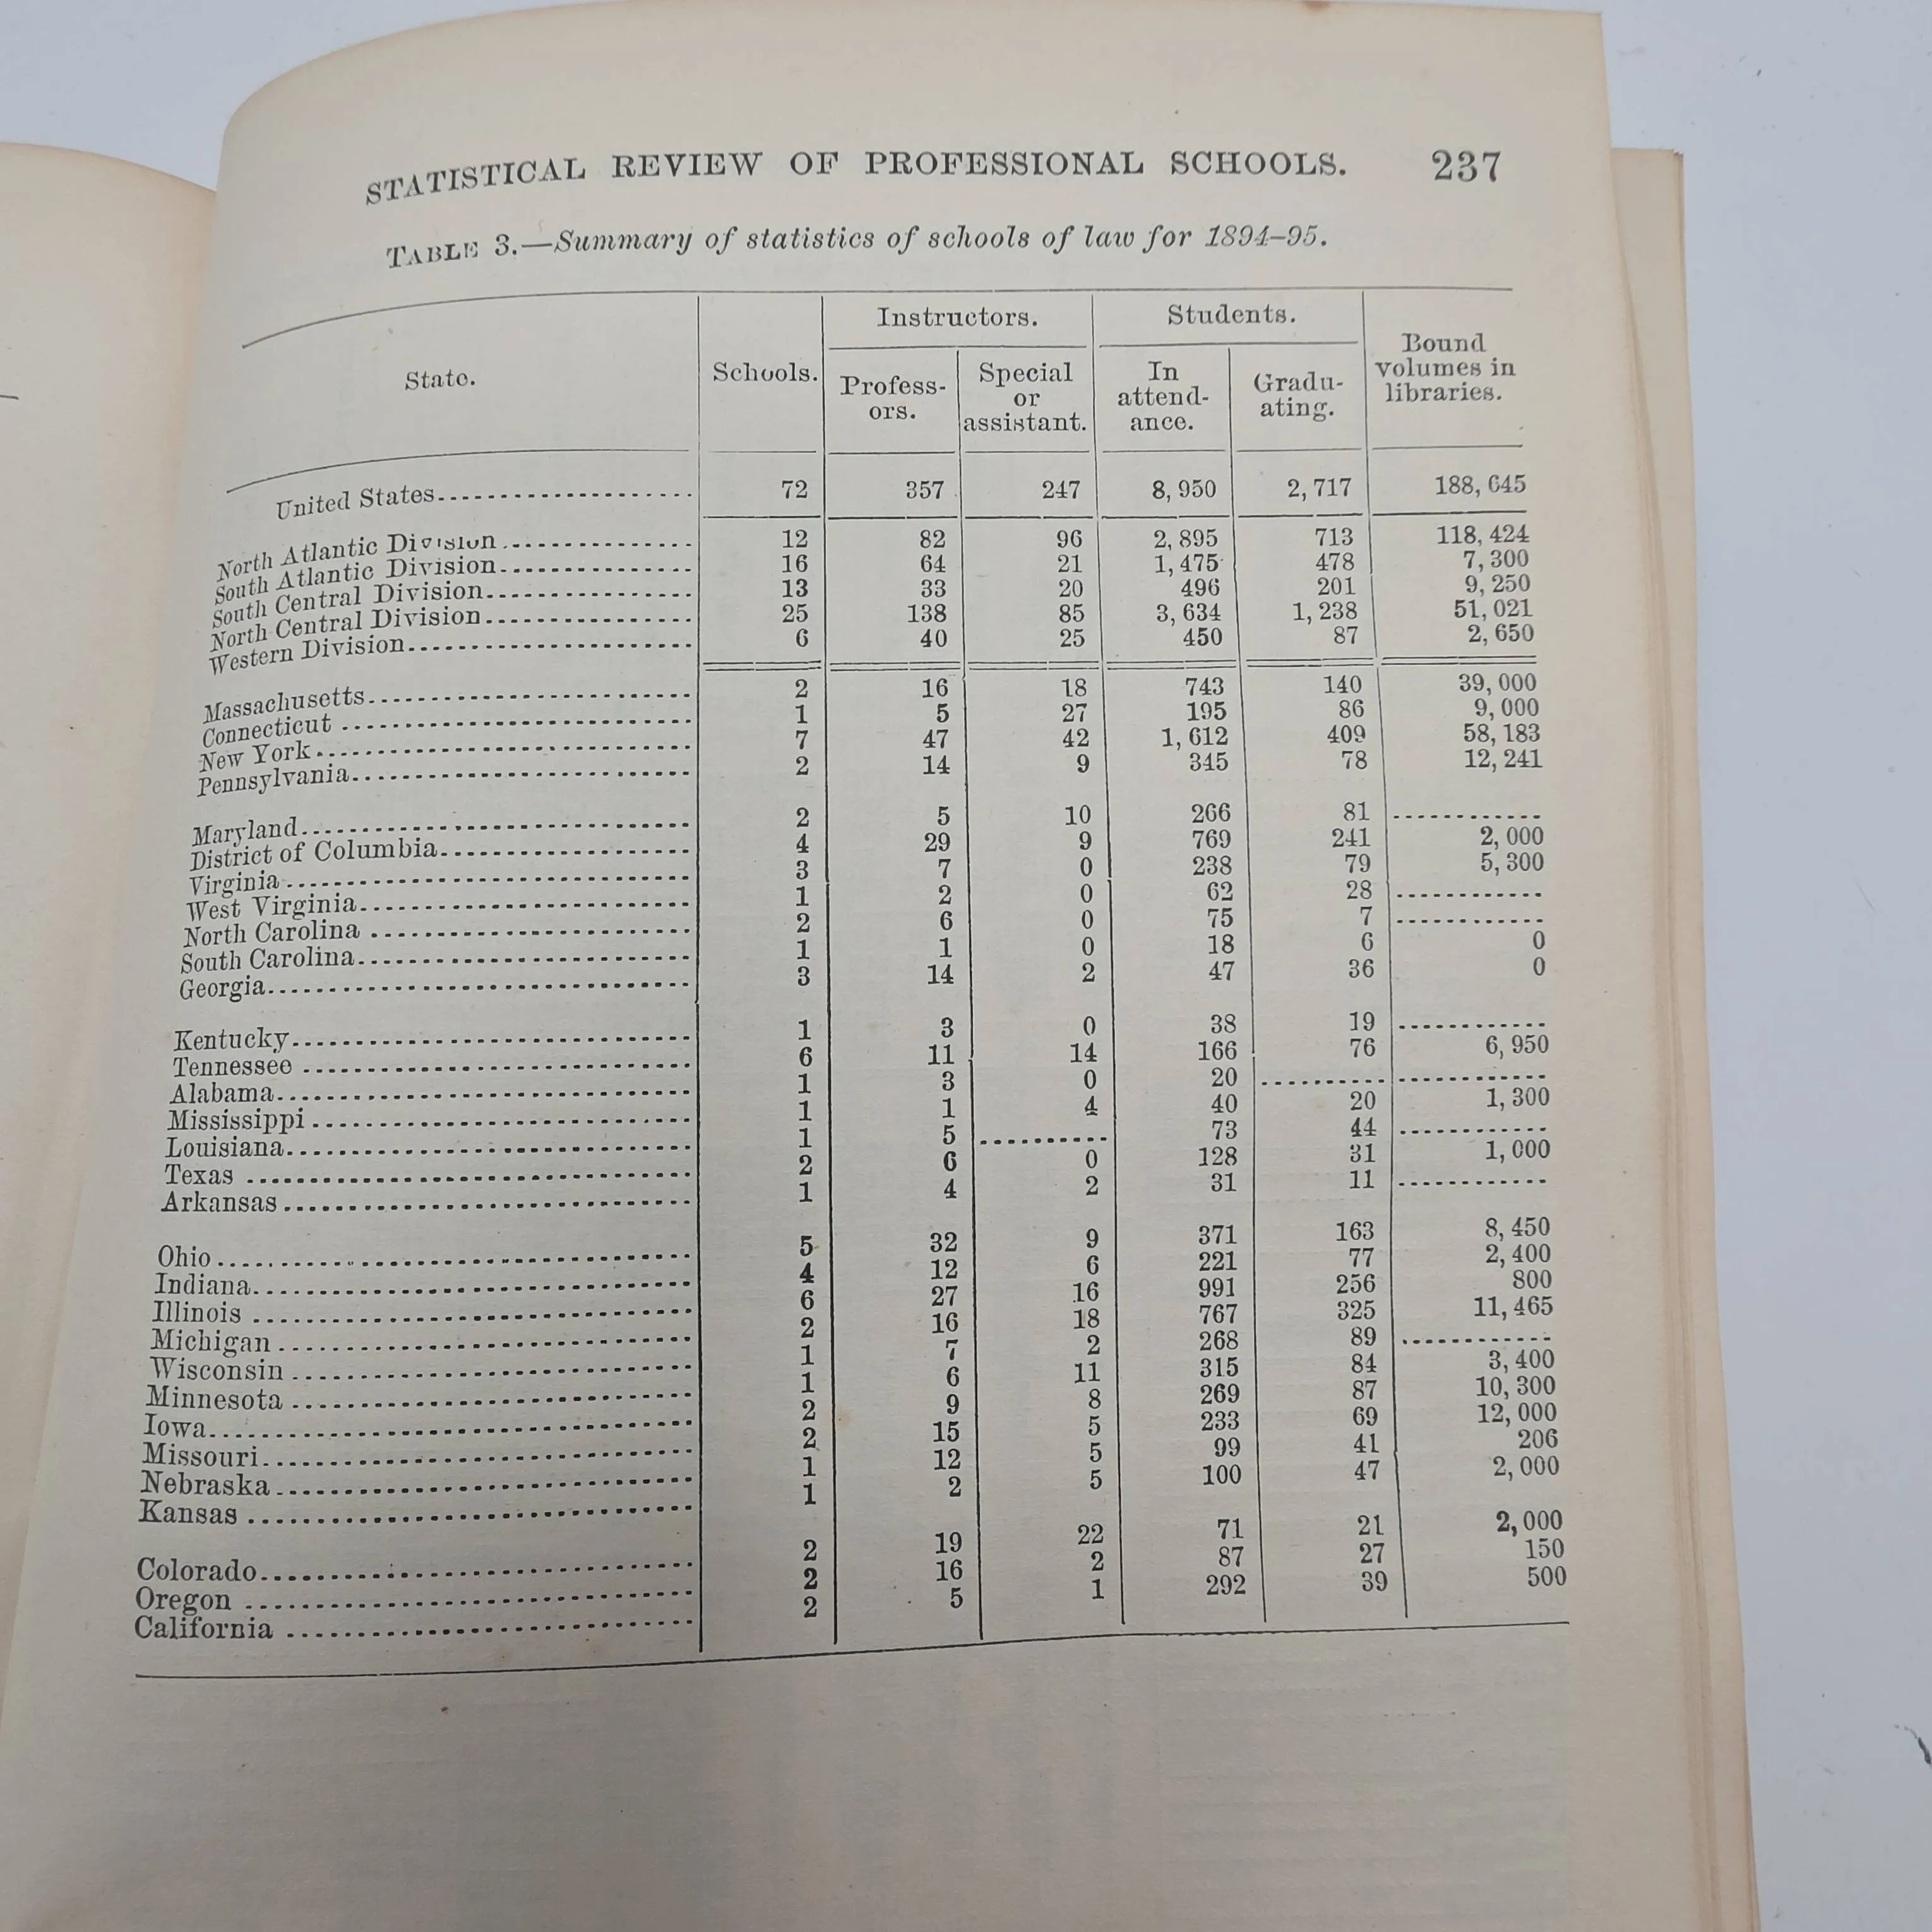 STATISTICAL REVIEW OF PROFESSIONAL SCHOOLS. 237
TABLE 3.—Summary of statistics of schools of law for 1894–95.
State. Schools. Instructors. Students. Bound volumes in libraries.
Profess-ors. Special or assistant. In attend-ance. Gradu-ating.
United States 72 357 247 8,950 2,717 188,645
North Atlantic Division 12 82 96 2,895 713 118,424
South Atlantic Division 16 64 21 1,475 478 7,300
South Central Division 13 33 20 496 201 9,250
North Central Division 25 138 85 3,634 1,238 51,021
Western Division 6 40 25 450 87 2,650
Massachusetts 2 16 18 743 140 39,000
Connecticut 1 5 27 195 86 9,000
New York 7 47 42 1,612 409 58,183
Pennsylvania 2 14 9 345 78 12,241
Maryland 2 5 10 266 81
District of Columbia 4 29 9 769 241 2,000
Virginia 3 7 0 238 79 5,300
West Virginia 1 2 0 62 28
North Carolina 2 6 0 75 7
South Carolina 1 1 0 18 6 0
Georgia 3 14 2 47 36 0
Kentucky 1 3 0 38 19
Tennessee 6 11 14 166 76 6,950
Alabama 1 3 0 20
Mississippi 1 1 4 40 20 1,300
Louisiana 1 5 73 44
Texas 2 6 0 128 31 1,000
Arkansas 1 4 2 31 11
Ohio 5 32 9 371 163 8,450
Indiana 4 12 6 221 77 2,400
Illinois 6 27 16 991 256 800
Michigan 2 16 18 767 325 11,465
Wisconsin 1 7 2 268 89
Minnesota 1 6 11 315 84 3,400
Iowa 2 9 8 269 87 10,300
Missouri 2 15 5 233 69 12,000
Nebraska 1 12 5 99 41 206
Kansas 1 2 5 100 47 2,000
Colorado 2 19 22 71 21 2,000
Oregon 2 16 2 87 27 150
California 2 5 1 292 39 500